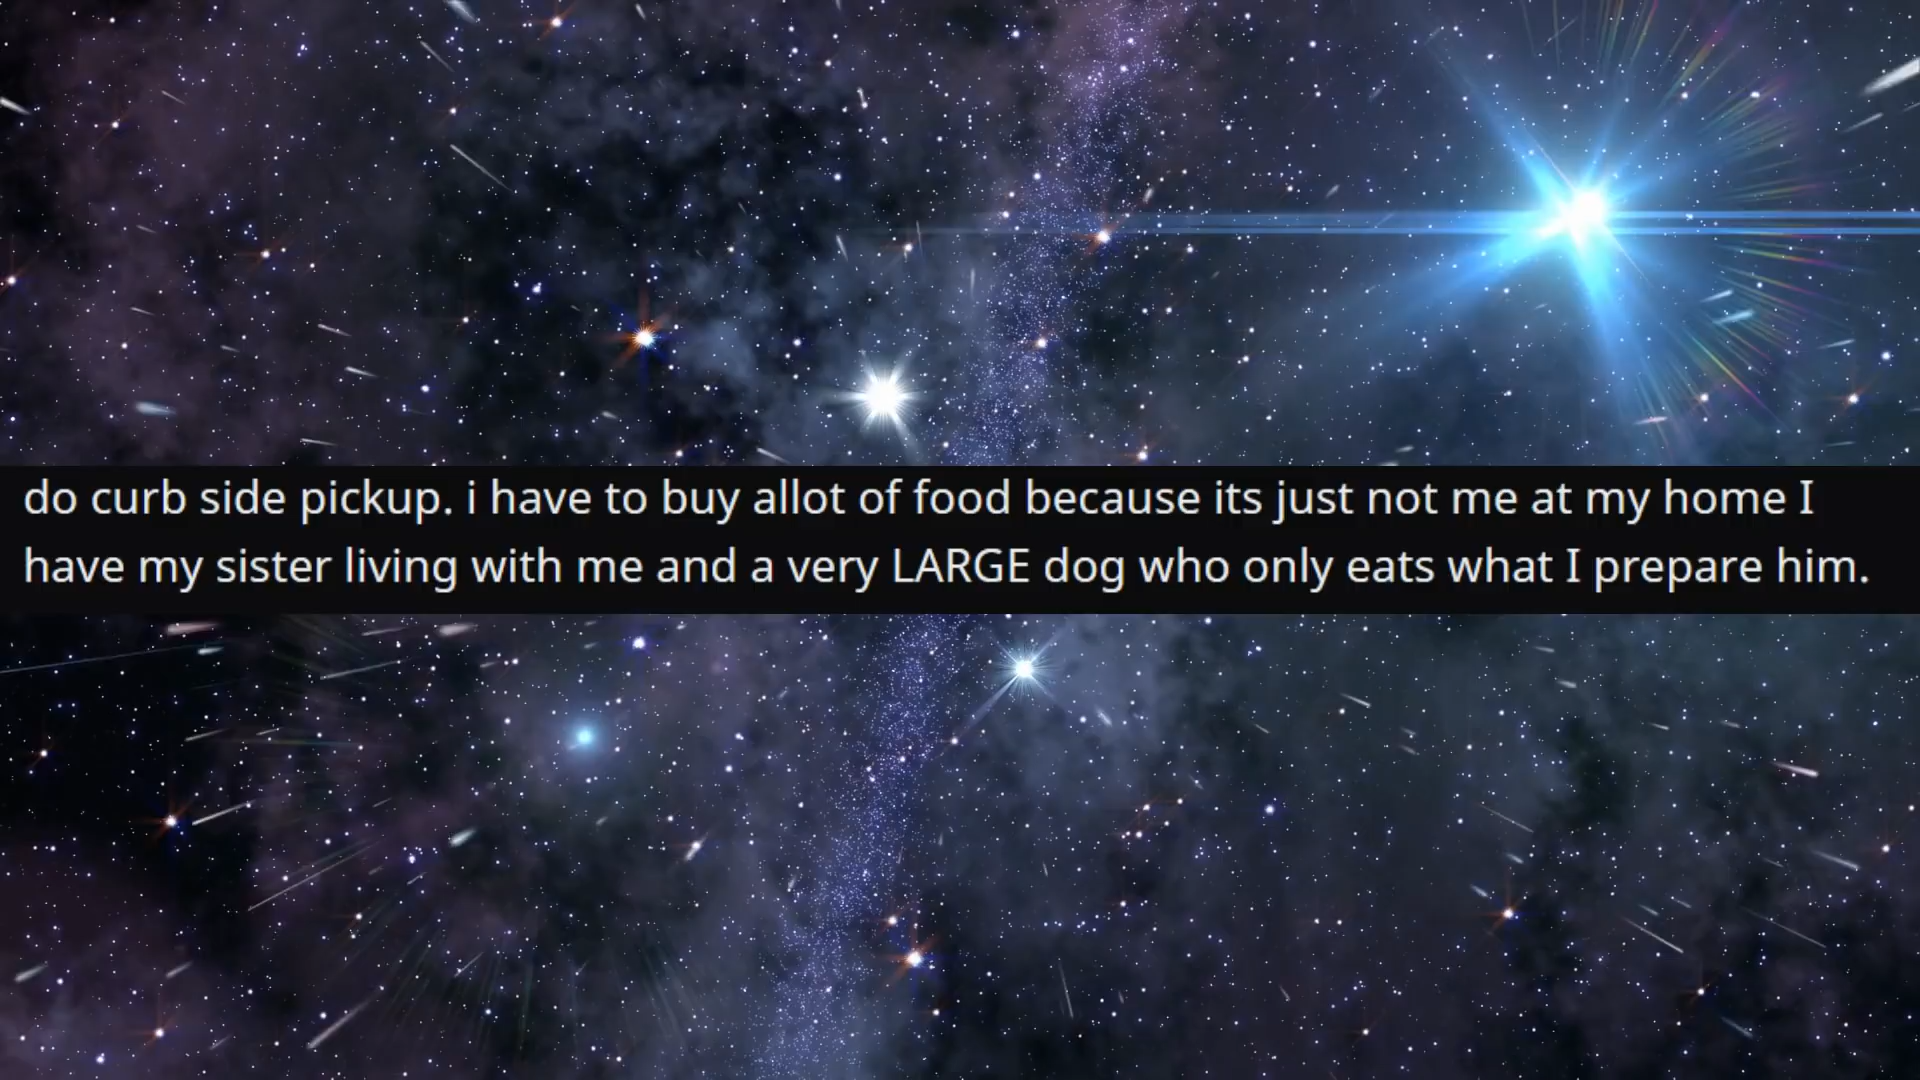 do curb side pickup. i have to buy allot of food because its just not me at my home I
have my sister living with me and a very LARGE dog who only eats what I prepare him.